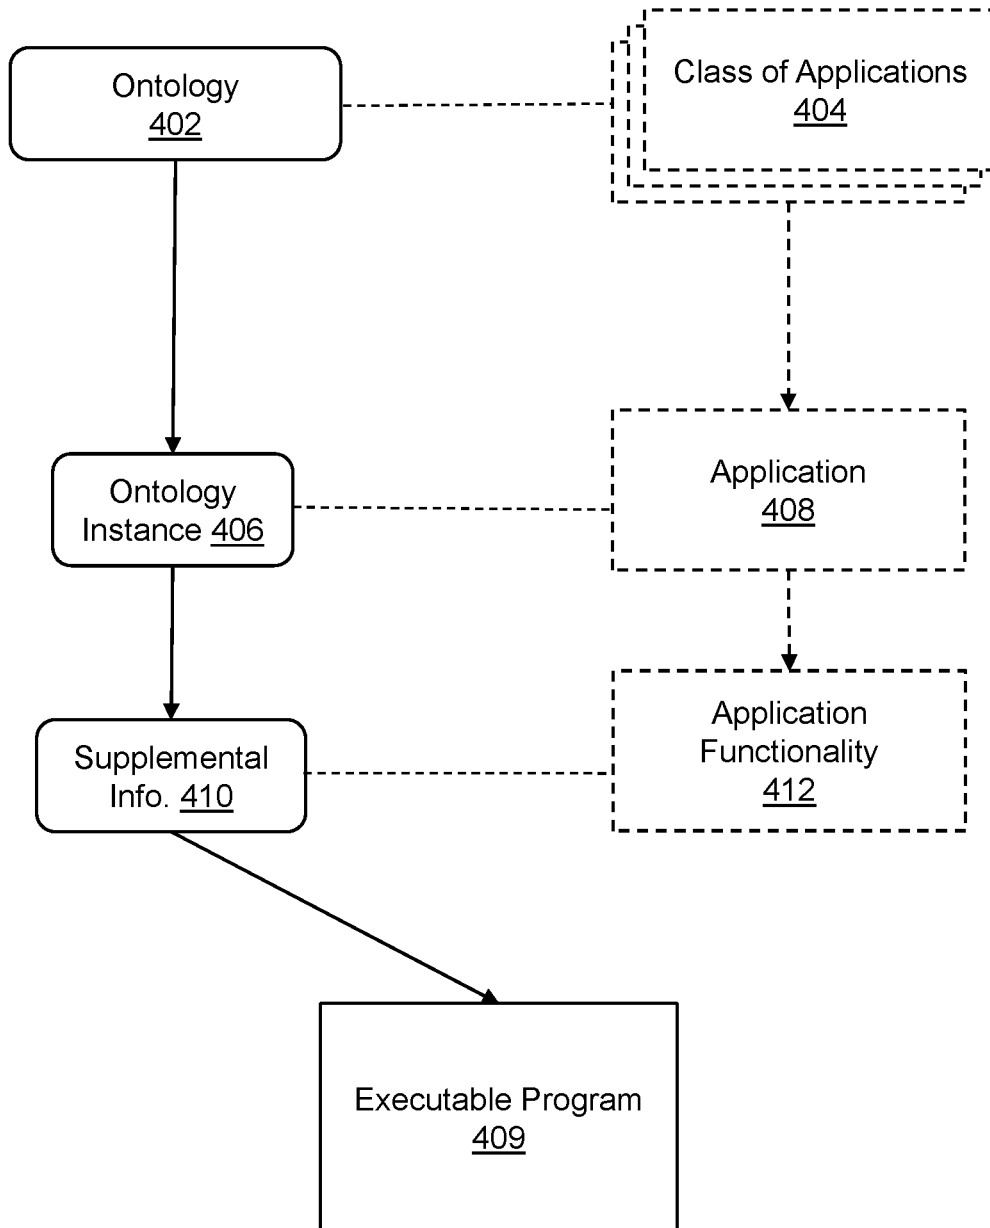 Ontology
402
Class of Applications
404
Ontology
Instance 406
Application
408
Supplemental
Info. 410
Application
Functionality
412
Executable Program
409